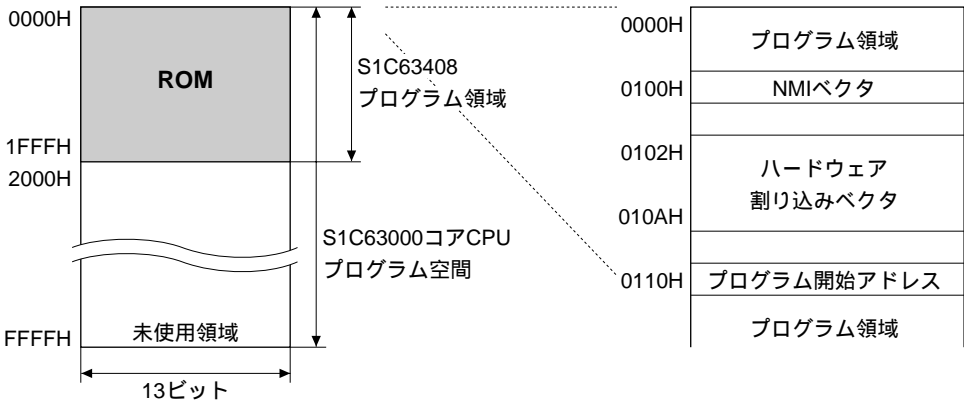 0000H
ROM
S1C63408
プログラム領域
1FFFH
2000H
S1C63000コアCPU
プログラム空間
FFFFH
未使用領域
13ビット
0000H
プログラム領域
0100H
NMIベクタ
0102H
ハードウェア
割り込みベクタ
010AH
0110H
プログラム開始アドレス
プログラム領域